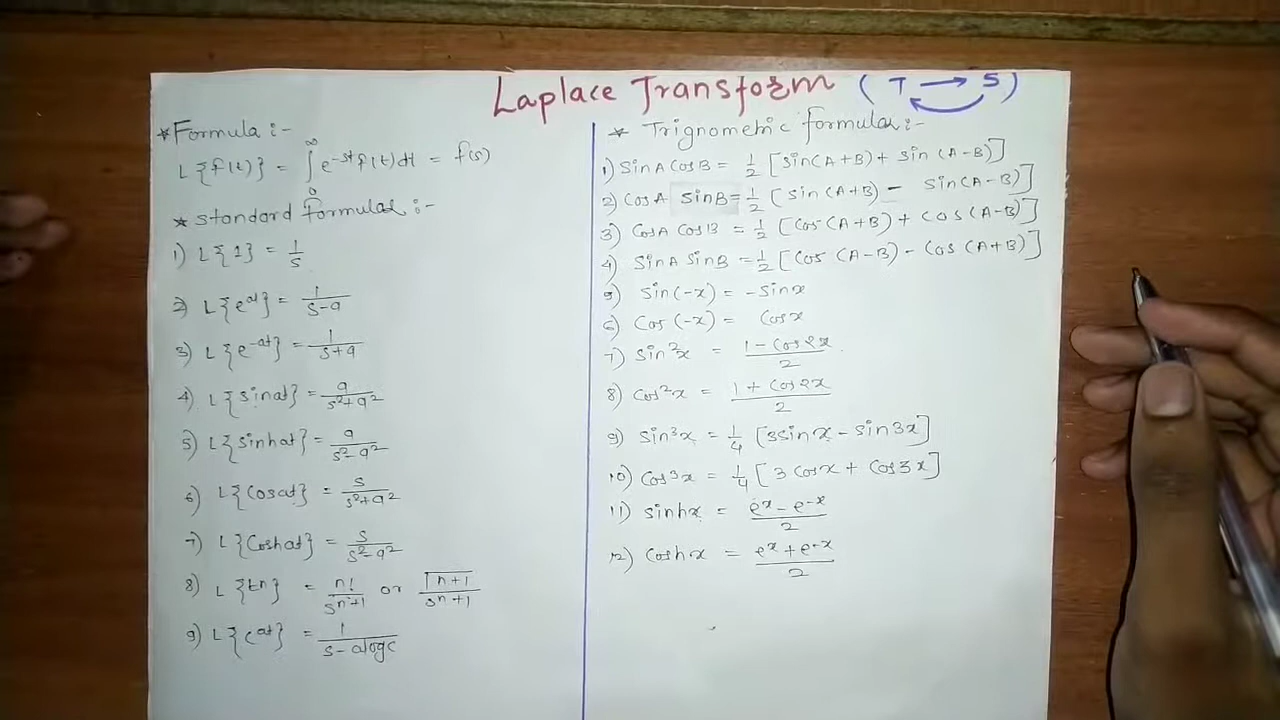 Laplace Transform ( T → S )
* Formula :-
L{f(t)} = ∫₀^∞ e^-st f(t) dt = f(s)
* Standard formulas :-
1) L{1} = 1/s
2) L{e^at} = 1/(s-a)
3) L{e^-at} = 1/(s+a)
4) L{sinat} = a/(s²+a²)
5) L{sinhat} = a/(s²-a²)
6) L{cosat} = s/(s²+a²)
7) L{coshat} = s/(s²-a²)
8) L{t^n} = n!/s^n+1 or Γn+1/s^n+1
9) L{c^at} = 1/(s-alogc)
* Trignometric formulas :-
1) SinA CosB = 1/2 [sin(A+B) + sin(A-B)]
2) CosA SinB = 1/2 [sin(A+B) - sin(A-B)]
3) CosA CosB = 1/2 [cos(A+B) + cos(A-B)]
4) SinA SinB = 1/2 [cos(A-B) - cos(A+B)]
5) sin(-x) = -sinx
6) cos(-x) = cosx
7) sin²x = (1-cos2x)/2
8) cos²x = (1+cos2x)/2
9) sin³x = 1/4 [3sinx - sin3x]
10) cos³x = 1/4 [3cosx + cos3x]
11) sinhx = (e^x - e^-x)/2
12) coshx = (e^x + e^-x)/2